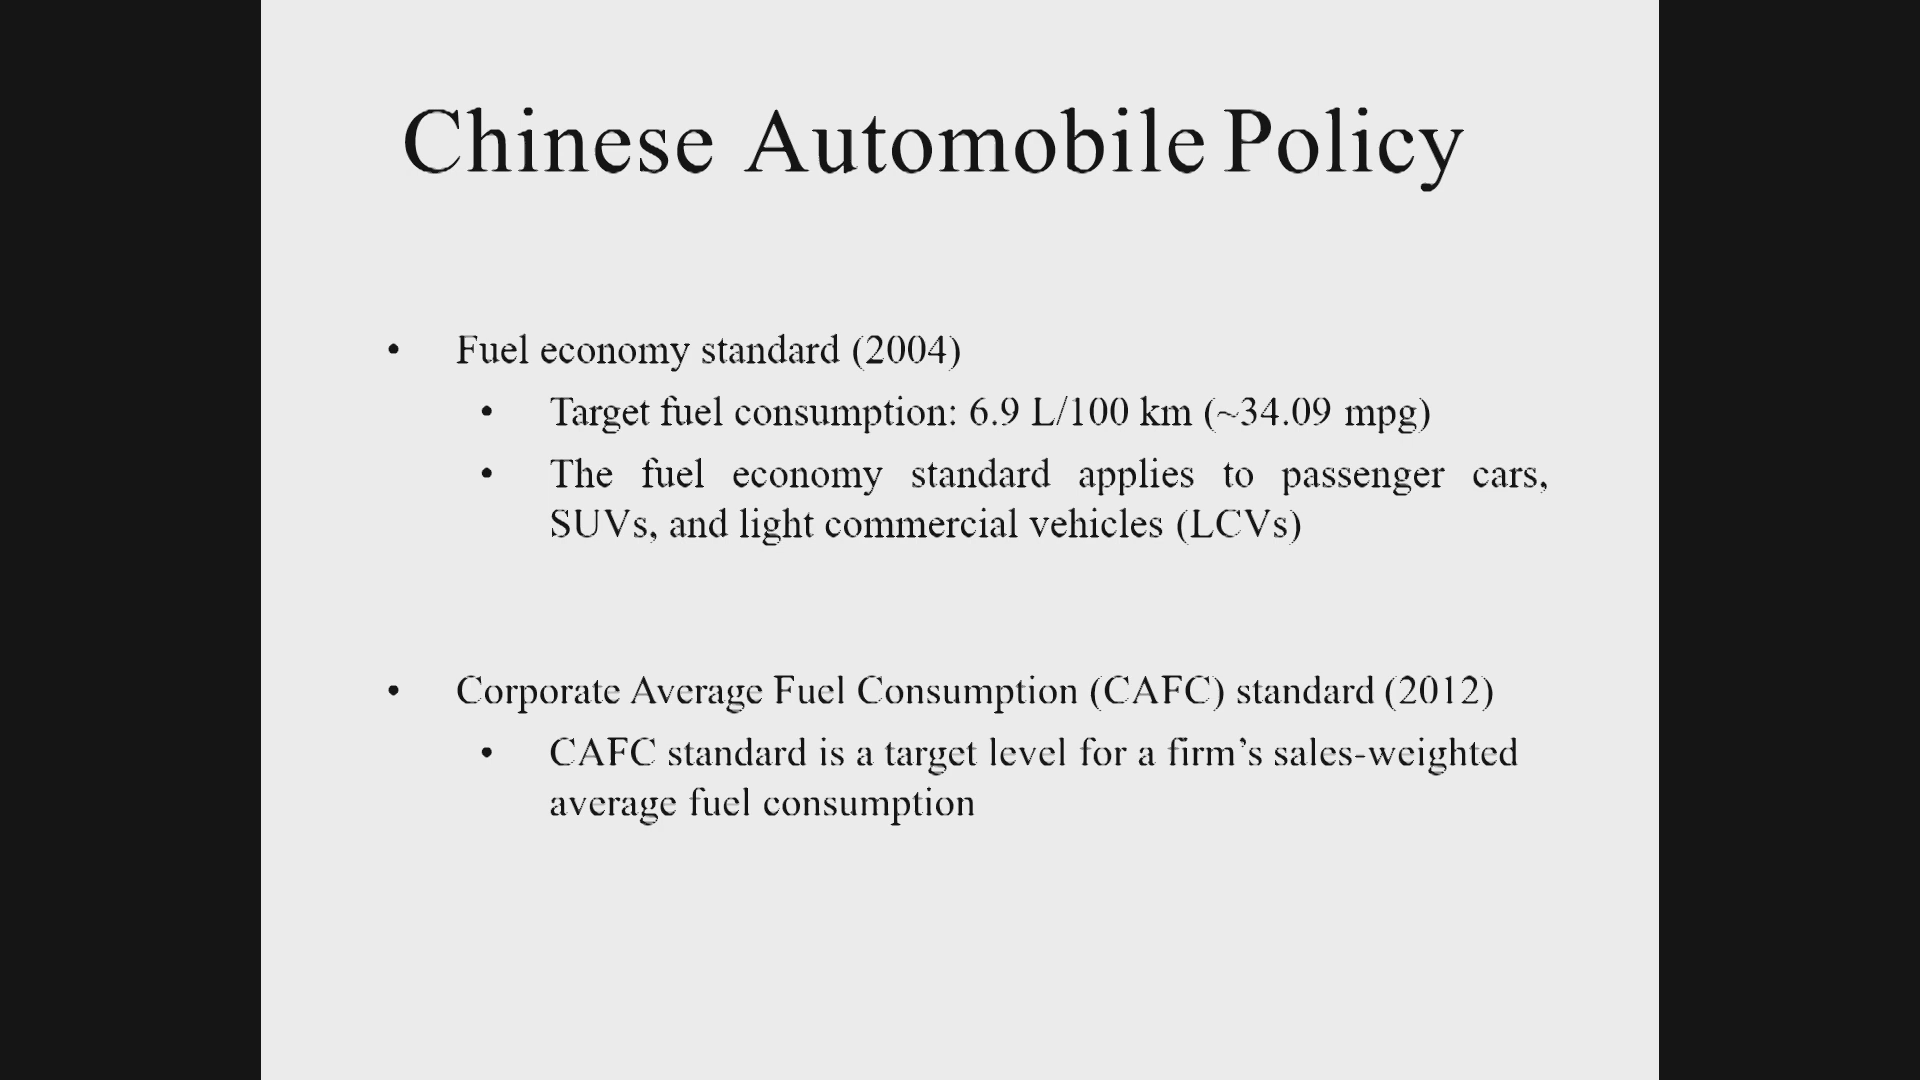 Chinese Automobile Policy
• Fuel economy standard (2004)
• Target fuel consumption: 6.9 L/100 km (~34.09 mpg)
• The fuel economy standard applies to passenger cars,
SUVs, and light commercial vehicles (LCVs)
• Corporate Average Fuel Consumption (CAFC) standard (2012)
• CAFC standard is a target level for a firm’s sales-weighted
average fuel consumption